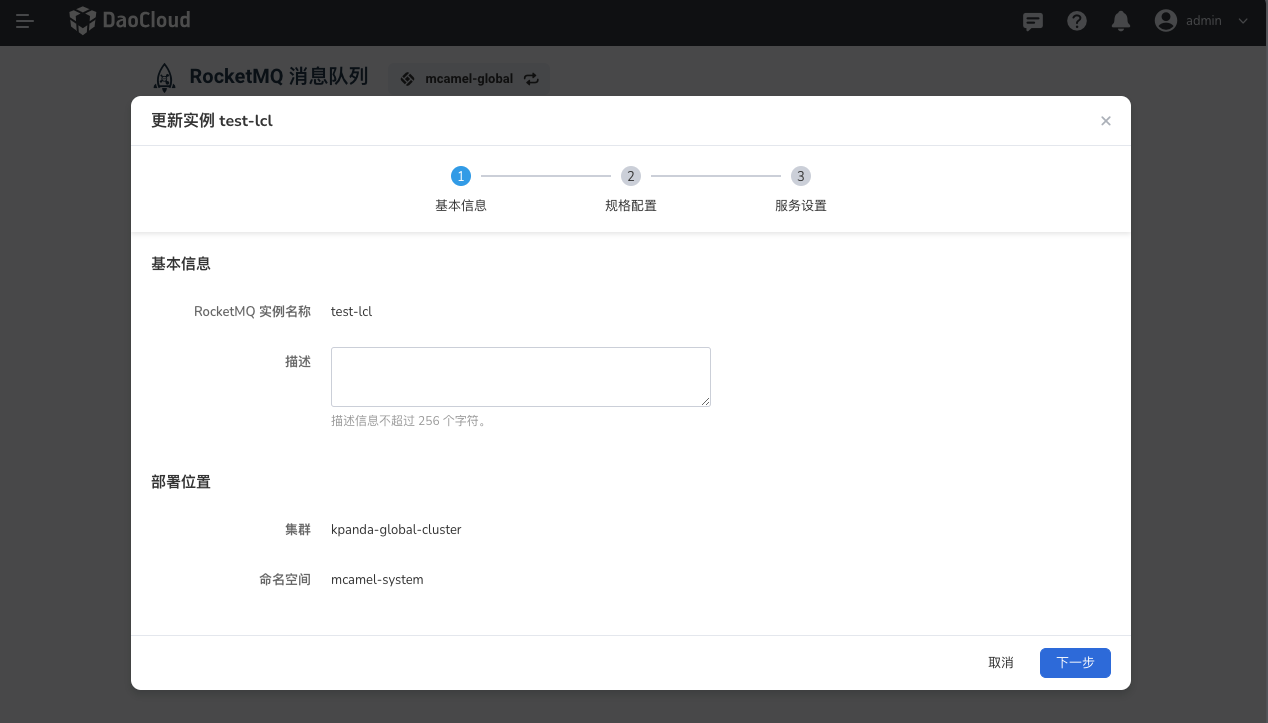 DaoCloud
admin
RocketMQ 消息队列
mcamel-global
更新实例 test-lcl
1
2
3
基本信息
规格配置
服务设置
基本信息
RocketMQ 实例名称
test-lcl
描述
描述信息不超过 256 个字符。
部署位置
集群
kpanda-global-cluster
命名空间
mcamel-system
取消
下一步